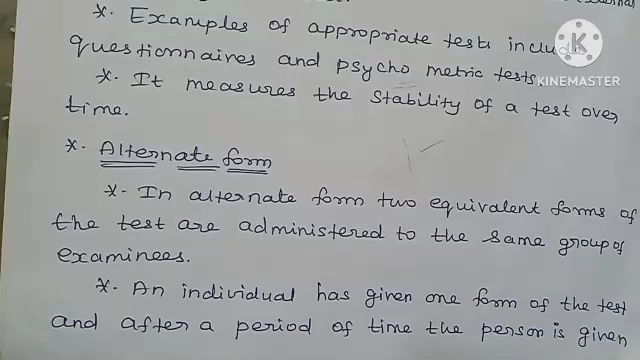 *. Examples of appropriate tests include
questionnaires and psycho metric tests
KINEMASTER
*. It measures the stability of a test over
time.
*. Alternate form
*. In alternate form two equivalent forms of
the test are administered to the same group of
examinees.
*. An individual has given one form of the test
and after a period of time the person is given